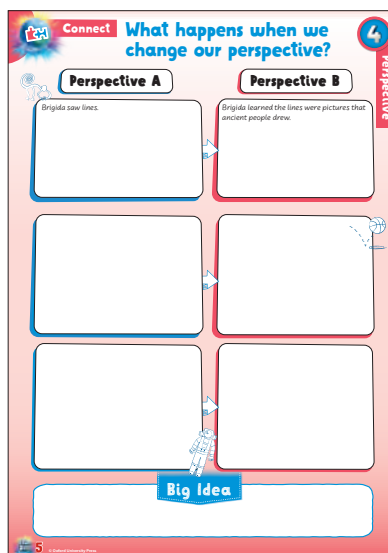 Connect
What happens when we
change our perspective?
4
Perspective
Perspective A
Perspective B
Brigida saw lines.
Brigida learned the lines were pictures that
ancient people drew.
Big Idea
5
© Oxford University Press